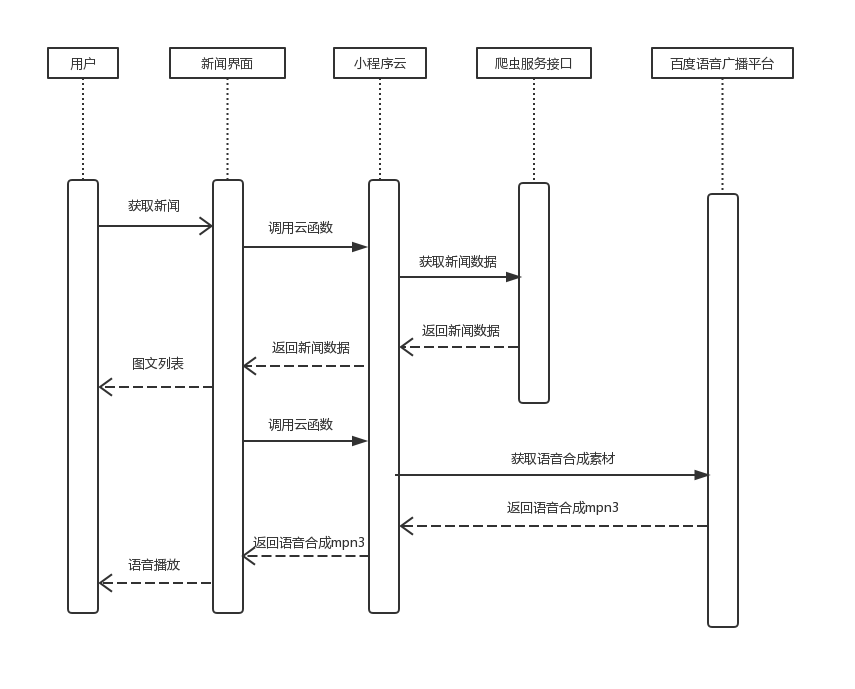 用户
新闻界面
小程序云
爬虫服务接口
百度语音广播平台
获取新闻
调用云函数
获取新闻数据
返回新闻数据
返回新闻数据
图文列表
调用云函数
获取语音合成素材
返回语音合成mpn3
返回语音合成mpn3
语音播放